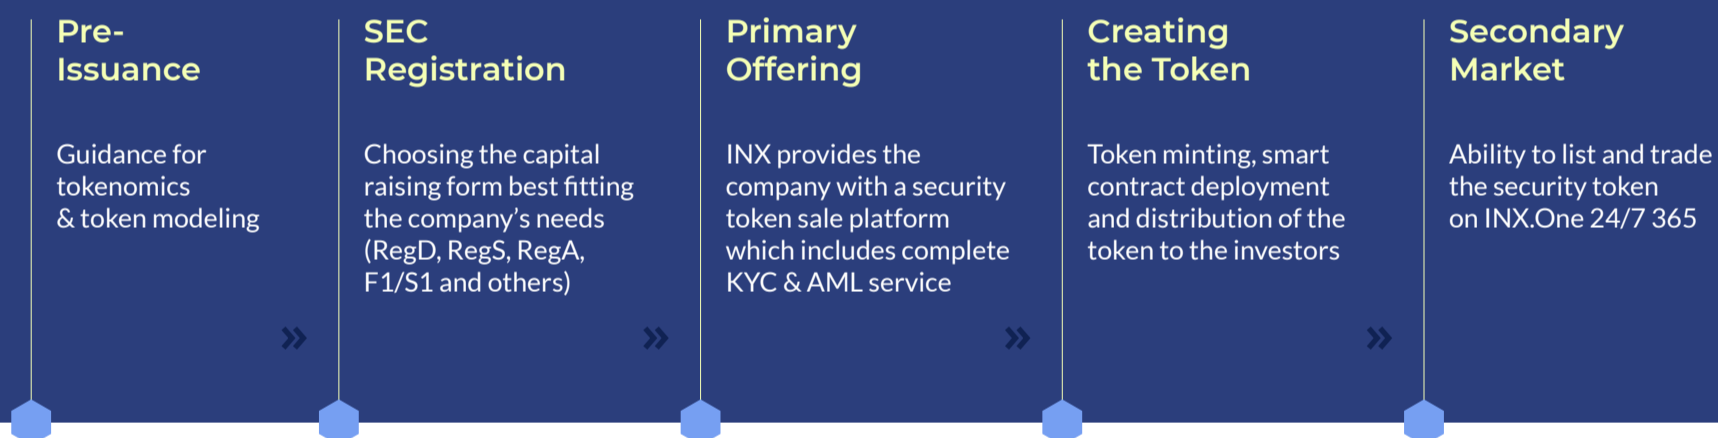 Pre-
Issuance
Guidance for
tokenomics
& token modeling
SEC
Registration
Choosing the capital
raising form best fitting
the company’s needs
(RegD, RegS, RegA,
F1/S1 and others)
Primary
Offering
INX provides the
company with a security
token sale platform
which includes complete
KYC & AML service
Creating
the Token
Token minting, smart
contract deployment
and distribution of the
token to the investors
Secondary
Market
Ability to list and trade
the security token
on INX.One 24/7 365